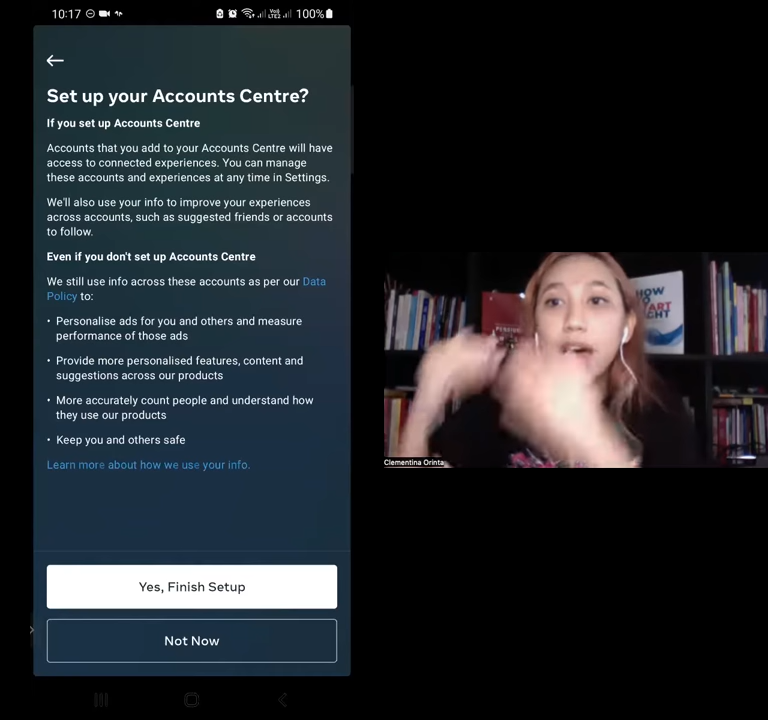 10:17
VoB
LTE2
100%
Set up your Accounts Centre?
If you set up Accounts Centre
Accounts that you add to your Accounts Centre will have
access to connected experiences. You can manage
these accounts and experiences at any time in Settings.
We'll also use your info to improve your experiences
across accounts, such as suggested friends or accounts
to follow.
Even if you don't set up Accounts Centre
We still use info across these accounts as per our Data
Policy to:
• Personalise ads for you and others and measure
performance of those ads
• Provide more personalised features, content and
suggestions across our products
• More accurately count people and understand how
they use our products
• Keep you and others safe
Learn more about how we use your info.
Yes, Finish Setup
Not Now
HOW
Clementina Orinta